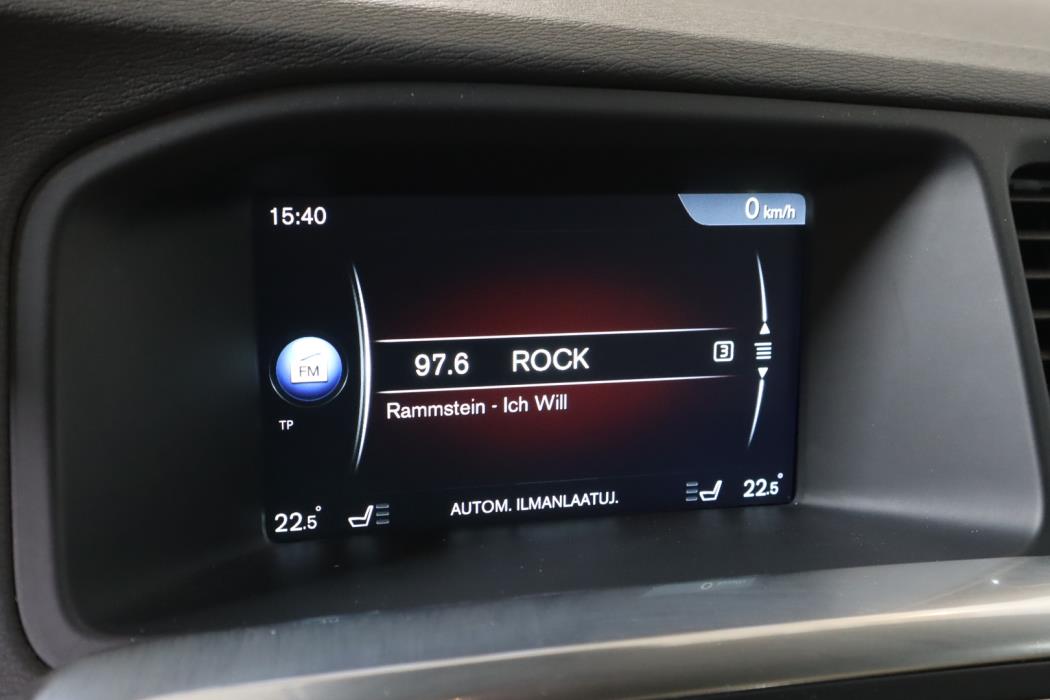 15:40
0 km/h
FM
97.6 ROCK 3
TP
Rammstein - Ich Will
22.5° AUTOM. ILMANLAATUJ. 22.5°